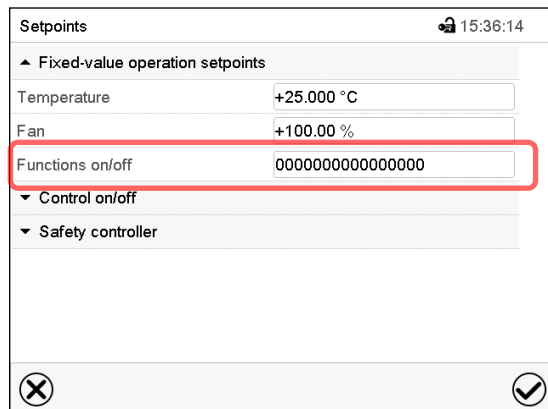 Setpoints 15:36:14
Fixed-value operation setpoints
Temperature +25.000 °C
Fan +100.00 %
Functions on/off 0000000000000000
Control on/off
Safety controller